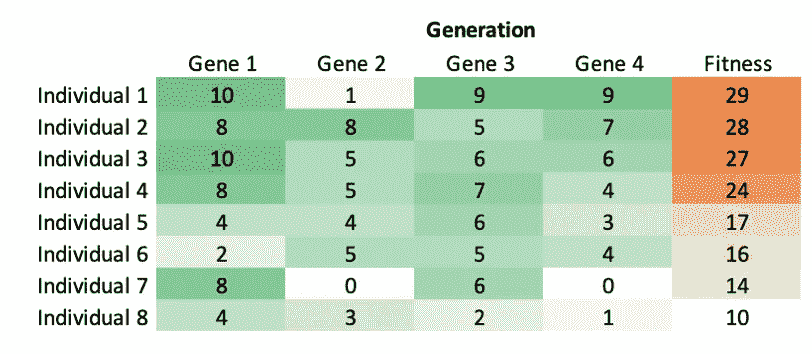 Generation
Gene 1 Gene 2 Gene 3 Gene 4 Fitness
Individual 1 10 1 9 9 29
Individual 2 8 8 5 7 28
Individual 3 10 5 6 6 27
Individual 4 8 5 7 4 24
Individual 5 4 4 6 3 17
Individual 6 2 5 5 4 16
Individual 7 8 0 6 0 14
Individual 8 4 3 2 1 10